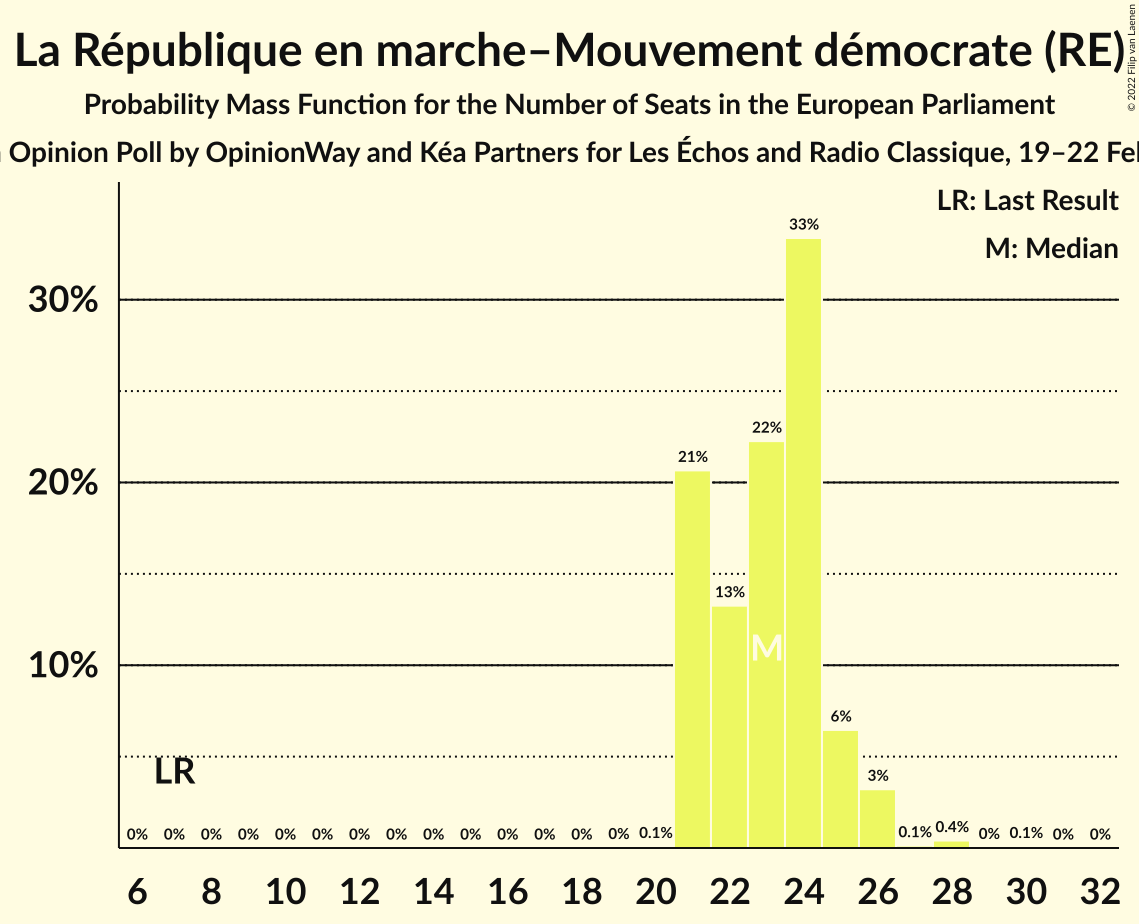 La République en marche–Mouvement démocrate (RE)
© 2022 Filip van Laenen
Probability Mass Function for the Number of Seats in the European Parliament
Opinion Poll by OpinionWay and Kéa Partners for Les Échos and Radio Classique, 19–22
LR: Last Result
M: Median
33%
30%
22%
21%
20%
13%
M
10%
6%
LR
3%
0% 0% 0% 0% 0% 0% 0% 0% 0% 0% 0% 0% 0% 0% 0.1% 0.1% 0.4% 0% 0.1% 0% 0%
6 8 10 12 14 16 18 20 22 24 26 28 30 32